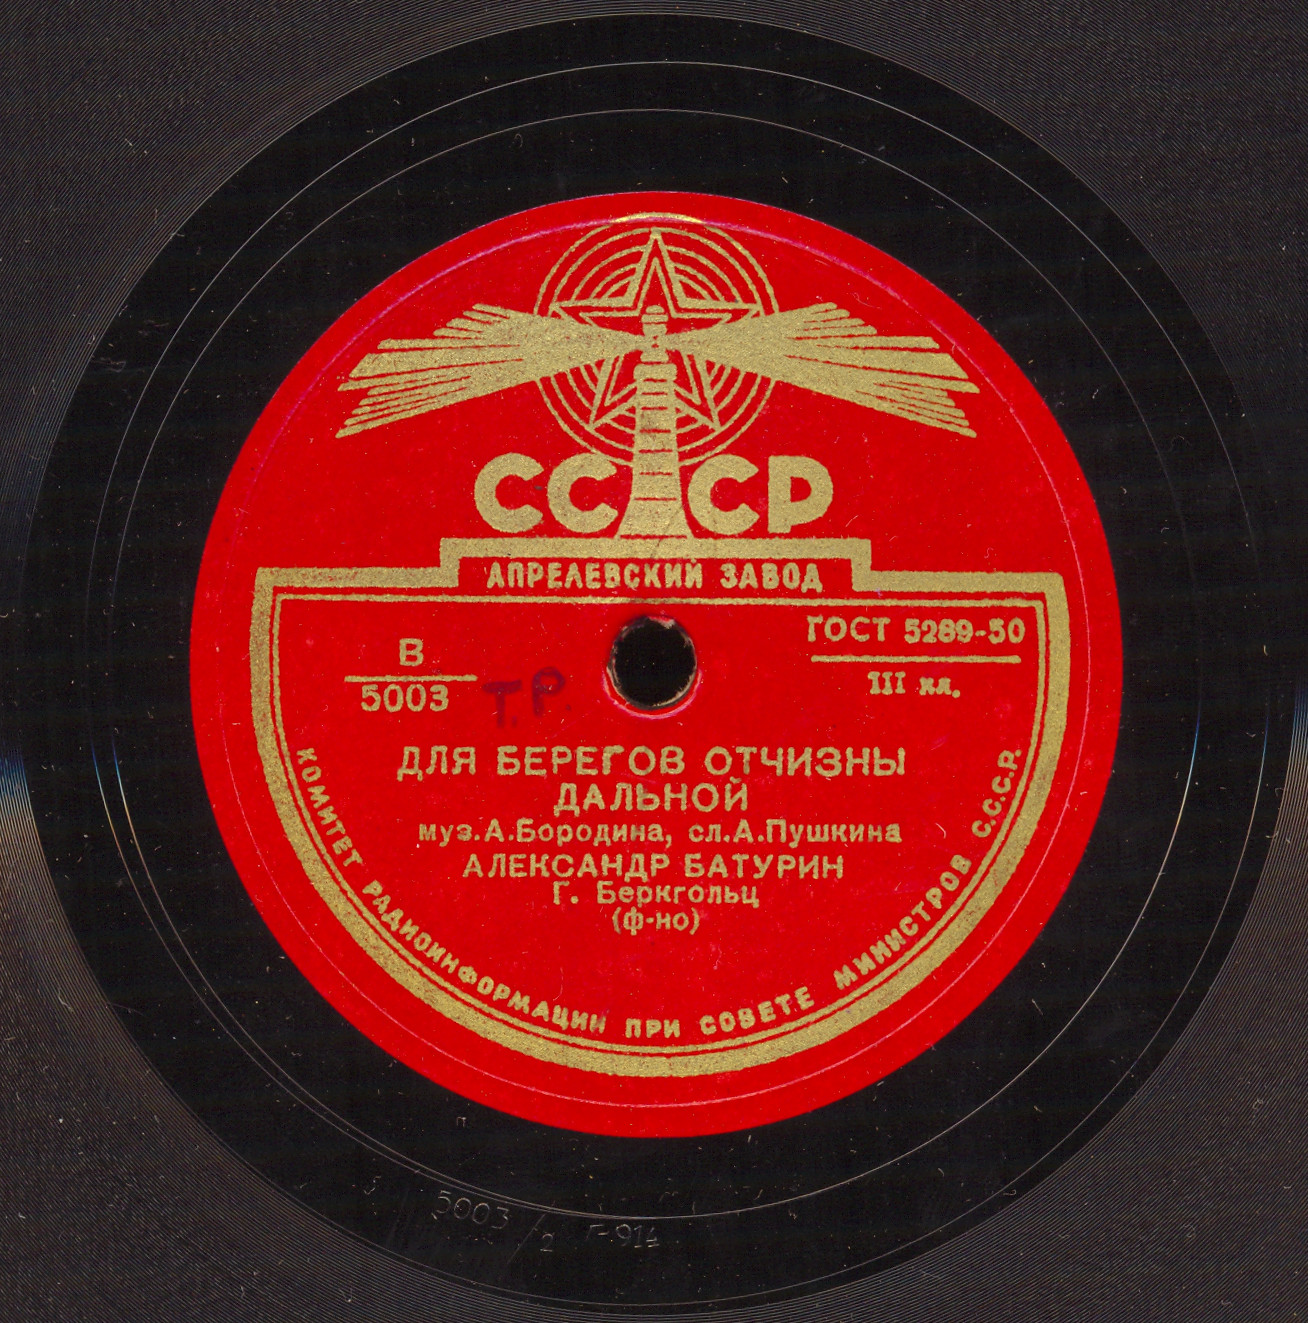 СССР
АПРЕЛЕВСКИЙ ЗАВОД
ГОСТ 5289-50
III кл.
В
5003
Т.Р.
ДЛЯ БЕРЕГОВ ОТЧИЗНЫ
ДАЛЬНОЙ
муз.А.Бородина, сл.А.Пушкина
АЛЕКСАНДР БАТУРИН
Г. Беркгольц
(ф-но)
КОМИТЕТ РАДИОИНФОРМАЦИИ ПРИ СОВЕТЕ МИНИСТРОВ С.С.С.Р.
5003/2 Г-914